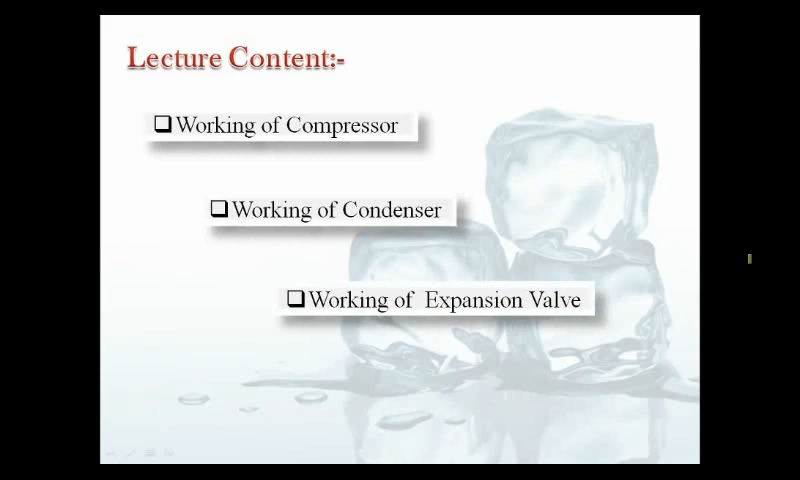 Lecture Content:-
Working of Compressor
Working of Condenser
Working of Expansion Valve